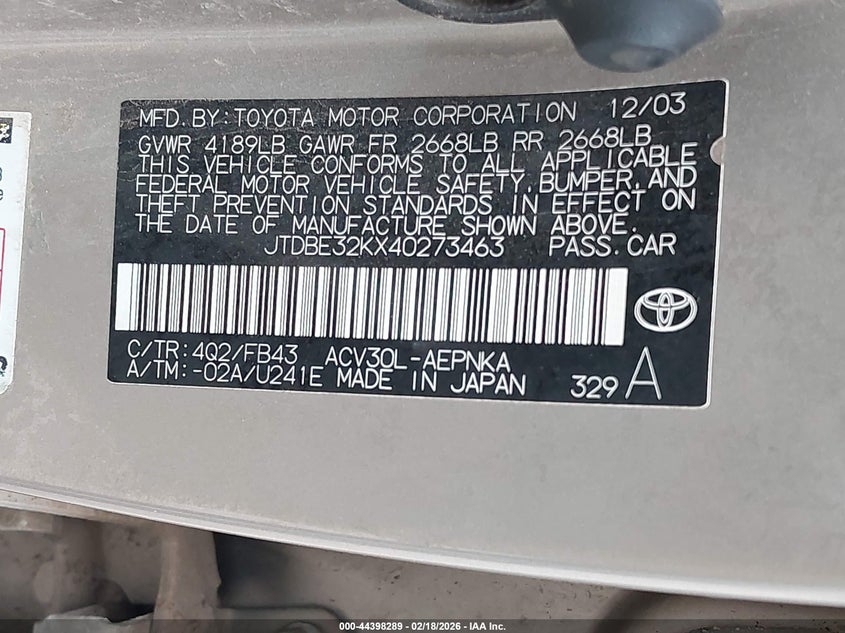 MFD. BY: TOYOTA MOTOR CORPORATION 12/03
GVWR 4189LB GAWR FR 2668LB RR 2668LB
THIS VEHICLE CONFORMS TO ALL APPLICABLE
FEDERAL MOTOR VEHICLE SAFETY, BUMPER, AND
THEFT PREVENTION STANDARDS IN EFFECT ON
THE DATE OF MANUFACTURE SHOWN ABOVE.
JTDBE32KX40273463 PASS. CAR
C/TR: 4Q2/FB43 ACV30L-AEPNKA
A/TM: -02A/U241E MADE IN JAPAN 329 A
000-44398289 - 02/18/2026 - IAA Inc.